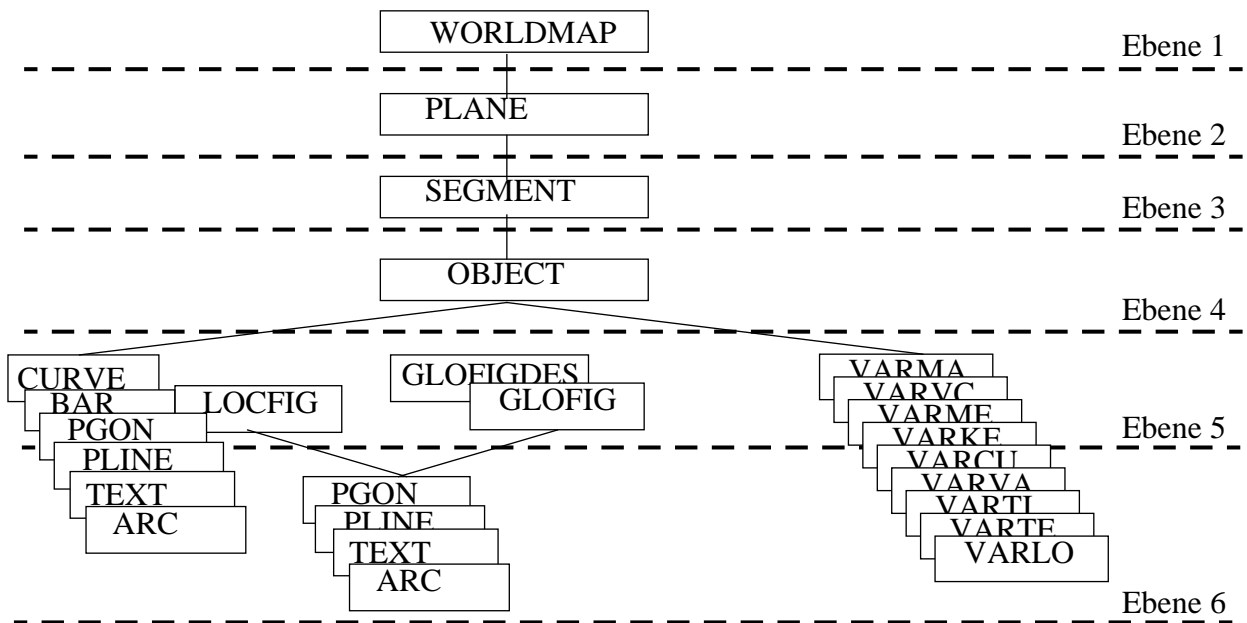 WORLDMAP
Ebene 1
PLANE
Ebene 2
SEGMENT
Ebene 3
OBJECT
Ebene 4
CURVE
BAR
PGON
PLINE
TEXT
ARC
LOCFIG
GLOFIGDES
GLOFIG
VARMA
VARVC
VARME
VARKE
VARCU
VARVA
VARTI
VARTE
VARLO
Ebene 5
PGON
PLINE
TEXT
ARC
Ebene 6